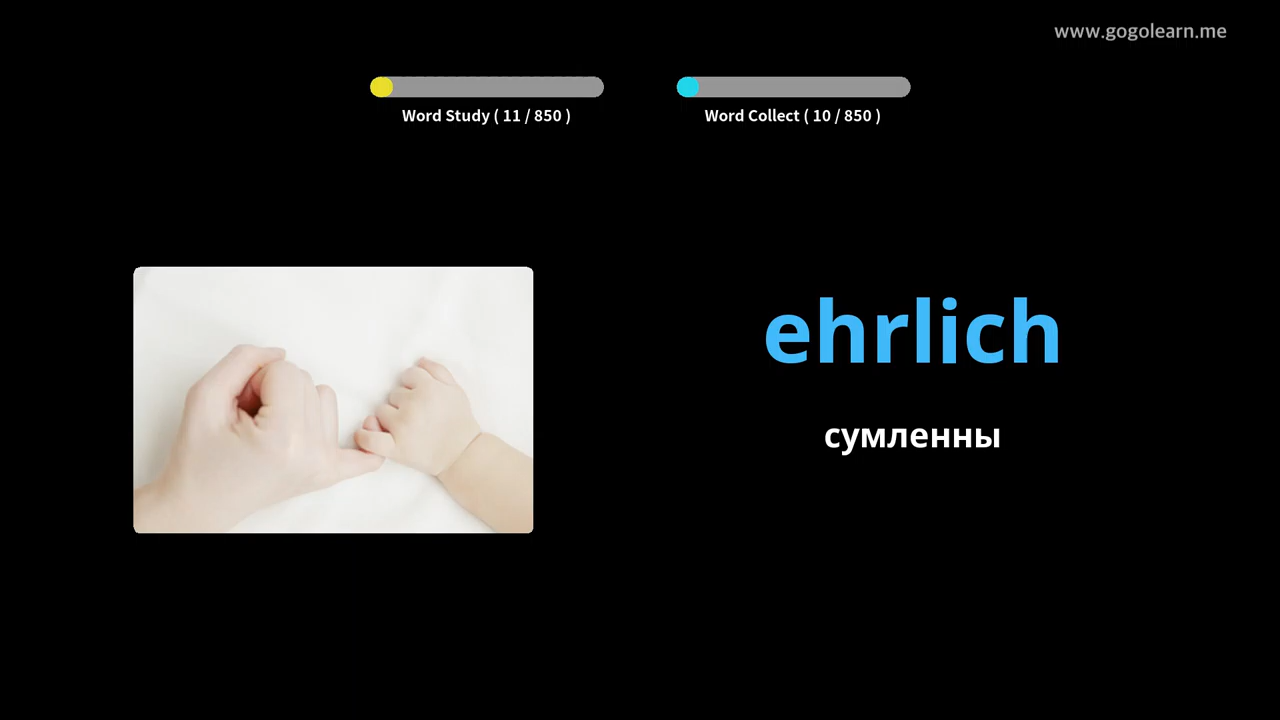 www.gogolearn.me
Word Study ( 11 / 850 )
Word Collect ( 10 / 850 )
ehrlich
сумленны